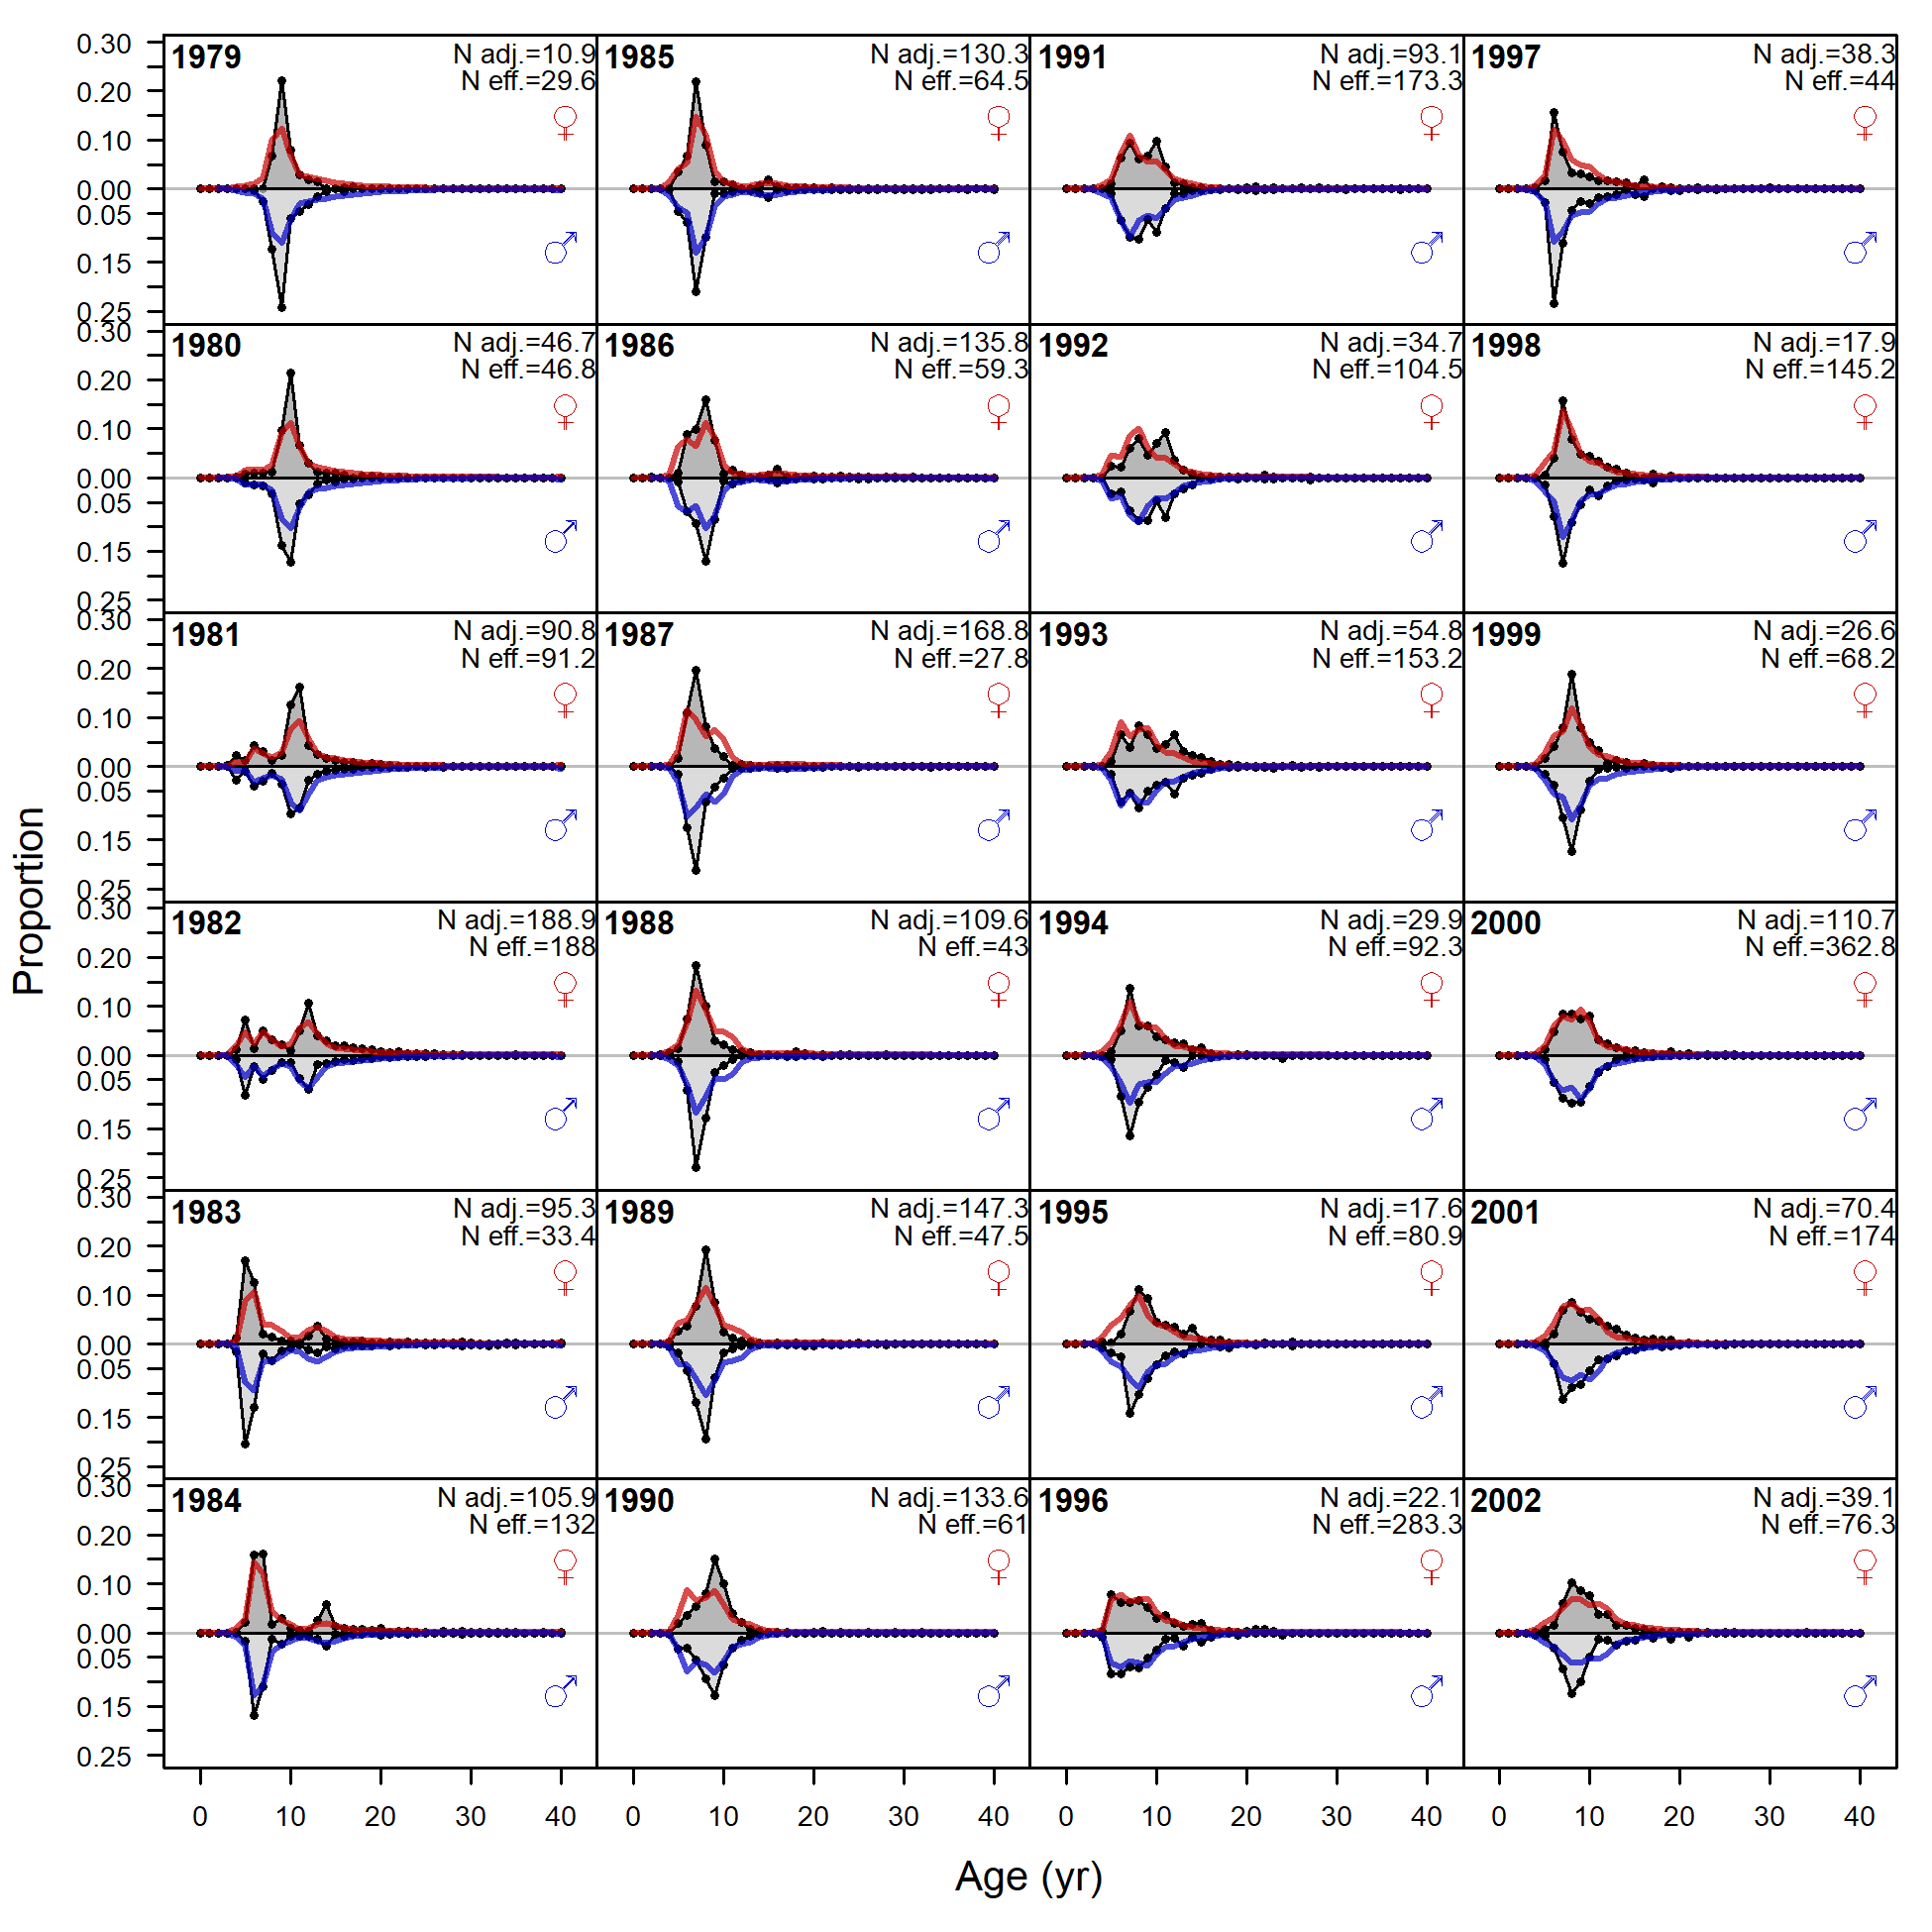 Proportion
0.30
0.20
0.10
0.00
0.05
0.15
0.25
1979
N adj.=10.9
N eff.=29.6
♀
♂
1985
N adj.=130.3
N eff.=64.5
♀
♂
1991
N adj.=93.1
N eff.=173.3
♀
♂
1997
N adj.=38.3
N eff.=44
♀
♂
0.30
0.20
0.10
0.00
0.05
0.15
0.25
1980
N adj.=46.7
N eff.=46.8
♀
♂
1986
N adj.=135.8
N eff.=59.3
♀
♂
1992
N adj.=34.7
N eff.=104.5
♀
♂
1998
N adj.=17.9
N eff.=145.2
♀
♂
0.30
0.20
0.10
0.00
0.05
0.15
0.25
1981
N adj.=90.8
N eff.=91.2
♀
♂
1987
N adj.=168.8
N eff.=27.8
♀
♂
1993
N adj.=54.8
N eff.=153.2
♀
♂
1999
N adj.=26.6
N eff.=68.2
♀
♂
0.30
0.20
0.10
0.00
0.05
0.15
0.25
1982
N adj.=188.9
N eff.=188
♀
♂
1988
N adj.=109.6
N eff.=43
♀
♂
1994
N adj.=29.9
N eff.=92.3
♀
♂
2000
N adj.=110.7
N eff.=362.8
♀
♂
0.30
0.20
0.10
0.00
0.05
0.15
0.25
1983
N adj.=95.3
N eff.=33.4
♀
♂
1989
N adj.=147.3
N eff.=47.5
♀
♂
1995
N adj.=17.6
N eff.=80.9
♀
♂
2001
N adj.=70.4
N eff.=174
♀
♂
0.30
0.20
0.10
0.00
0.05
0.15
0.25
1984
N adj.=105.9
N eff.=132
♀
♂
1990
N adj.=133.6
N eff.=61
♀
♂
1996
N adj.=22.1
N eff.=283.3
♀
♂
2002
N adj.=39.1
N eff.=76.3
♀
♂
0 10 20 30 40 0 10 20 30 40 0 10 20 30 40 0 10 20 30 40
Age (yr)